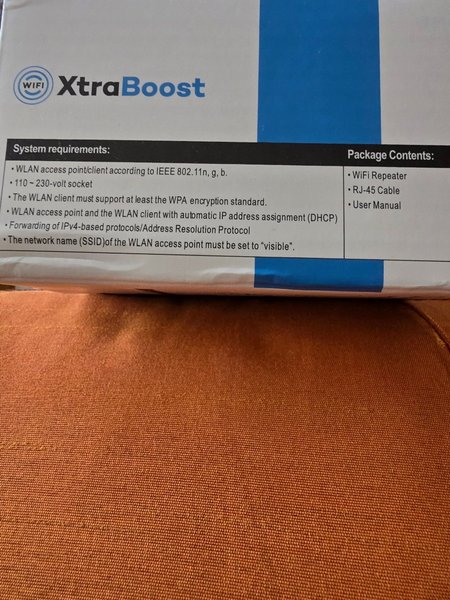 WIFI
XtraBoost
System requirements:
• WLAN access point/client according to IEEE 802.11n, g, b.
• 110 ~ 230-volt socket
• The WLAN client must support at least the WPA encryption standard.
• WLAN access point and the WLAN client with automatic IP address assignment (DHCP)
• Forwarding of IPv4-based protocols/Address Resolution Protocol
• The network name (SSID)of the WLAN access point must be set to "visible".
Package Contents:
• WiFi Repeater
• RJ-45 Cable
• User Manual